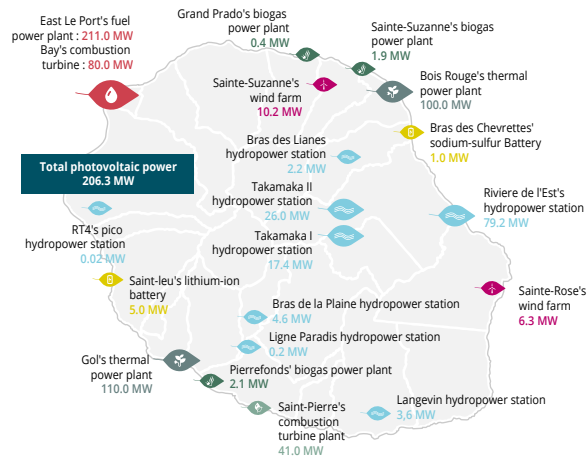 East Le Port's fuel
power plant : 211.0 MW
Bay's combustion
turbine : 80.0 MW
Grand Prado's biogas
power plant
0.4 MW
Sainte-Suzanne's biogas
power plant
1.9 MW
Sainte-Suzanne's
wind farm
10.2 MW
Bois Rouge's thermal
power plant
100.0 MW
Bras des Chevrettes'
sodium-sulfur Battery
1.0 MW
Bras des Lianes
hydropower station
2.2 MW
Total photovoltaic power
206.3 MW
Takamaka II
hydropower station
26.0 MW
Riviere de l'Est's
hydropower station
79.2 MW
RT4's pico
hydropower station
0.02 MW
Takamaka I
hydropower station
17.4 MW
Saint-leu's lithium-ion
battery
5.0 MW
Sainte-Rose's
wind farm
6.3 MW
Bras de la Plaine hydropower station
4.6 MW
Ligne Paradis hydropower station
0.2 MW
Gol's thermal
power plant
110.0 MW
Pierrefonds' biogas power plant
2.1 MW
Saint-Pierre's
combustion
turbine plant
41.0 MW
Langevin hydropower station
3,6 MW